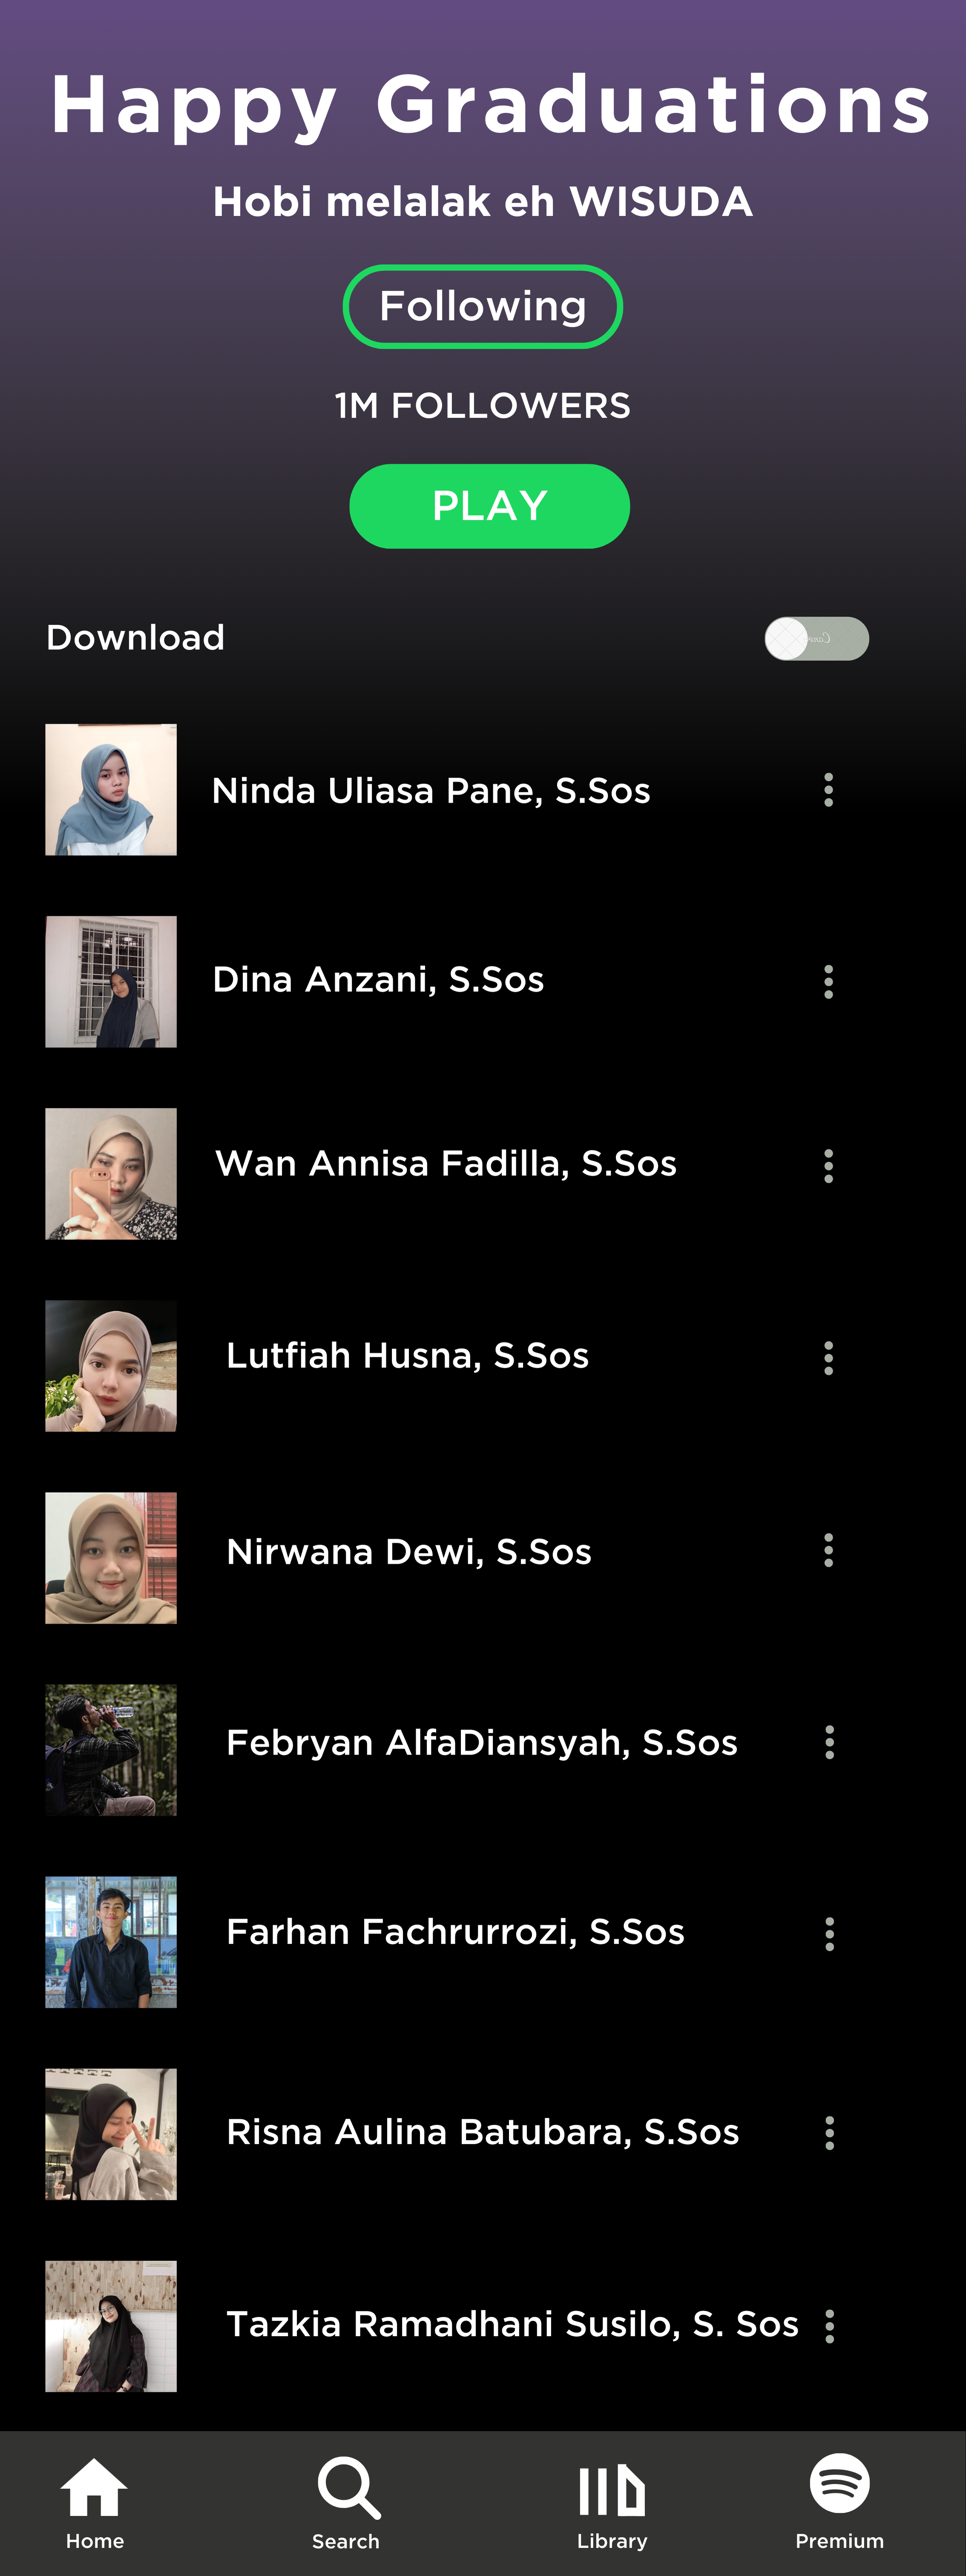 Happy Graduations
Hobi melalak eh WISUDA
Following
1M FOLLOWERS
PLAY
Download
Ninda Uliasa Pane, S.Sos
Dina Anzani, S.Sos
Wan Annisa Fadilla, S.Sos
Lutfiah Husna, S.Sos
Nirwana Dewi, S.Sos
Febryan AlfaDiansyah, S.Sos
Farhan Fachrurrozi, S.Sos
Risna Aulina Batubara, S.Sos
Tazkia Ramadhani Susilo, S. Sos
Home
Search
Library
Premium